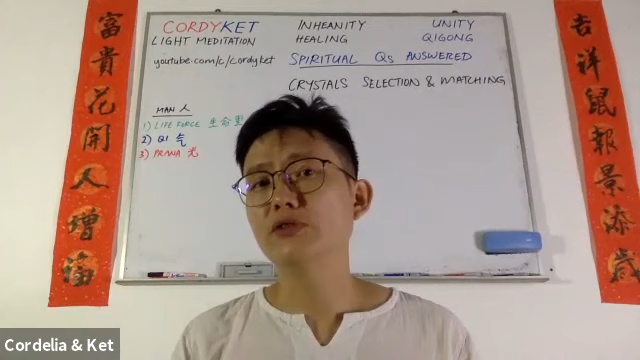 富貴花開人增福
CORDYKET
LIGHT MEDITATION
youtube.com/c/cordyket
INHEANITY
HEALING
UNITY
QIGONG
SPIRITUAL Qs ANSWERED
CRYSTALS SELECTION & MATCHING
MAN 人
1) LIFE FORCE 生命
2) QI 气
3) PRANA 光
吉祥鼠報景添歲
Cordelia & Ket